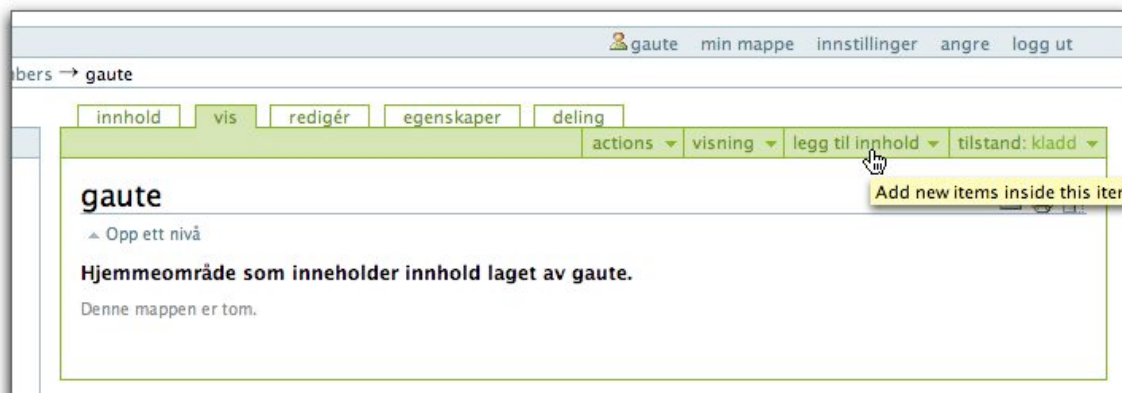 gaute min mappe innstillinger angre logg ut
→ gaute
innhold vis redigér egenskaper deling
actions visning legg til innhold tilstand: kladd
Add new items inside this
gaute
Opp ett nivå
Hjemmeområde som inneholder innhold laget av gaute.
Denne mappen er tom.